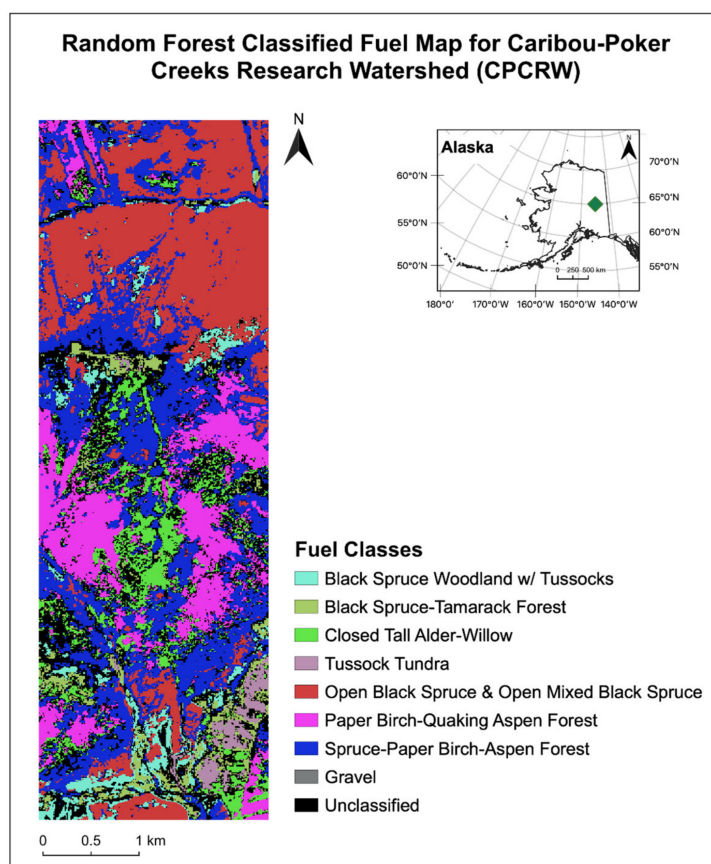 Random Forest Classified Fuel Map for Caribou-Poker
Creeks Research Watershed (CPCRW)
N
Alaska
N
60°0'N
55°0'N
50°0'N
70°0'N
65°0'N
60°0'N
55°0'N
0 250 500 km
180°0' 170°0'W 160°0'W 150°0'W 140°0'W
Fuel Classes
Black Spruce Woodland w/ Tussocks
Black Spruce-Tamarack Forest
Closed Tall Alder-Willow
Tussock Tundra
Open Black Spruce & Open Mixed Black Spruce
Paper Birch-Quaking Aspen Forest
Spruce-Paper Birch-Aspen Forest
Gravel
Unclassified
0 0.5 1 km